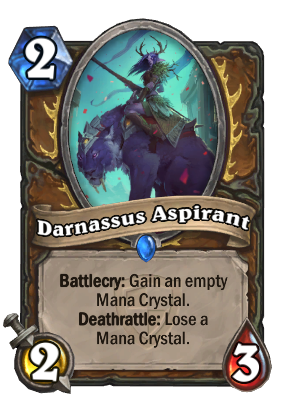 2
Darnassus Aspirant
Battlecry: Gain an empty
Mana Crystal.
Deathrattle: Lose a
Mana Crystal.
2
3